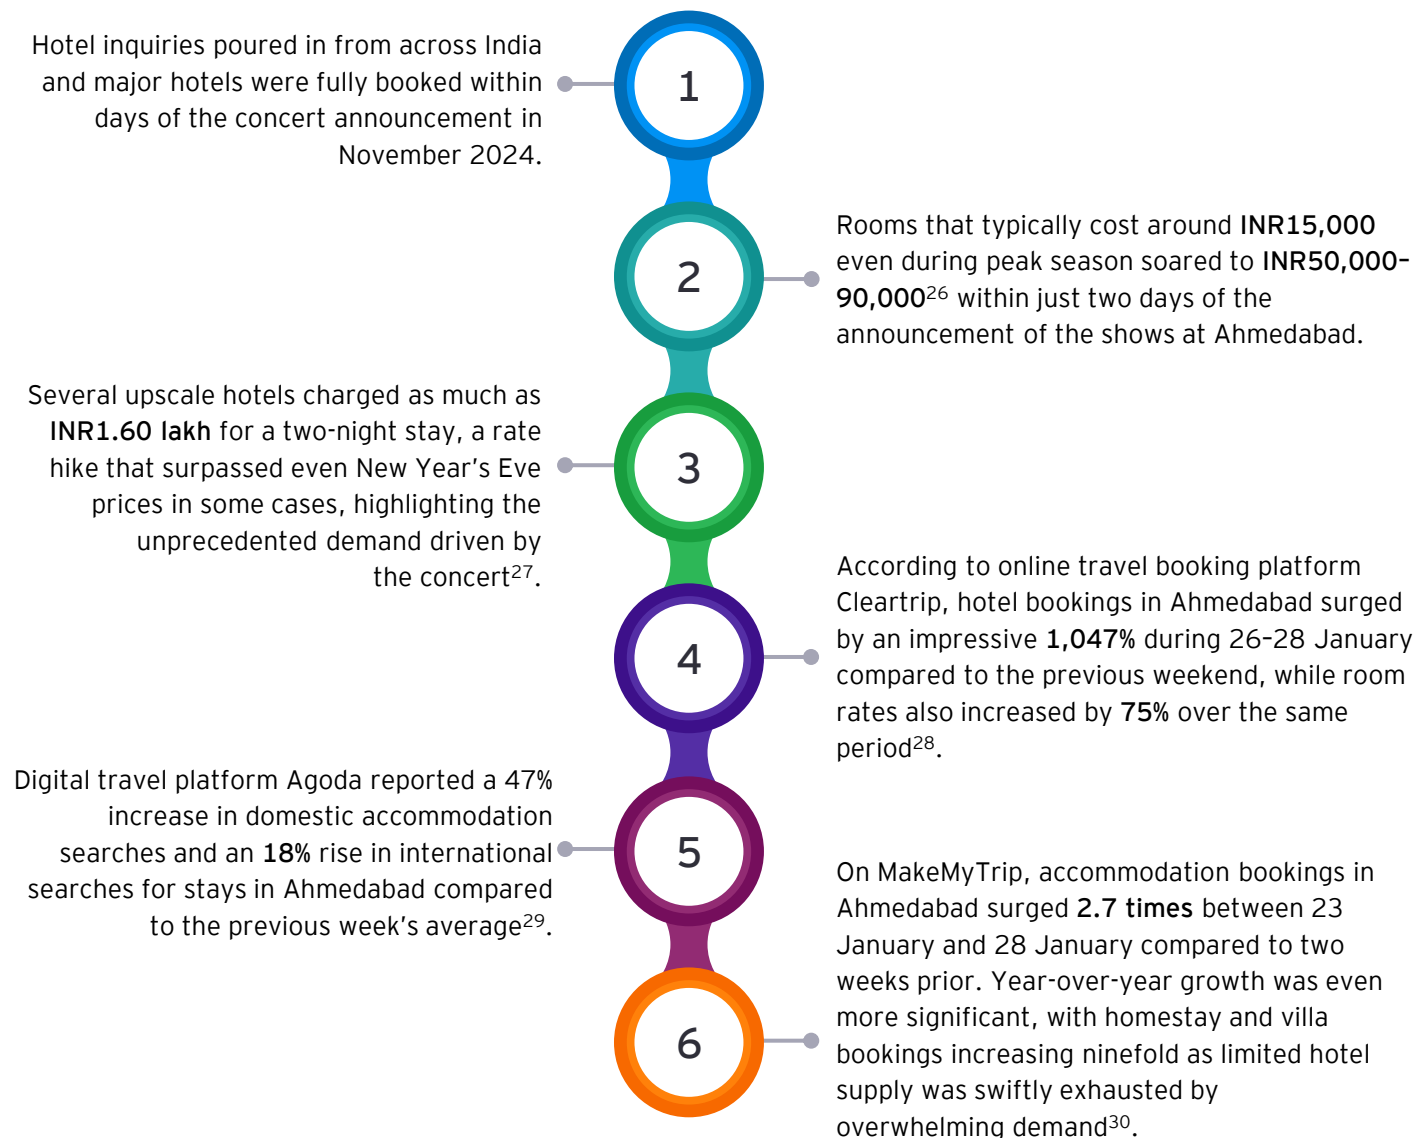 Hotel inquiries poured in from across India
and major hotels were fully booked within
days of the concert announcement in
November 2024.
1
2
Rooms that typically cost around INR15,000
even during peak season soared to INR50,000–
90,000²⁶ within just two days of the
announcement of the shows at Ahmedabad.
Several upscale hotels charged as much as
INR1.60 lakh for a two-night stay, a rate
hike that surpassed even New Year’s Eve
prices in some cases, highlighting the
unprecedented demand driven by
the concert²⁷.
3
4
According to online travel booking platform
Cleartrip, hotel bookings in Ahmedabad surged
by an impressive 1,047% during 26–28 January
compared to the previous weekend, while room
rates also increased by 75% over the same
period²⁸.
Digital travel platform Agoda reported a 47%
increase in domestic accommodation
searches and an 18% rise in international
searches for stays in Ahmedabad compared
to the previous week’s average²⁹.
5
6
On MakeMyTrip, accommodation bookings in
Ahmedabad surged 2.7 times between 23
January and 28 January compared to two
weeks prior. Year-over-year growth was even
more significant, with homestay and villa
bookings increasing ninefold as limited hotel
supply was swiftly exhausted by
overwhelming demand³⁰.